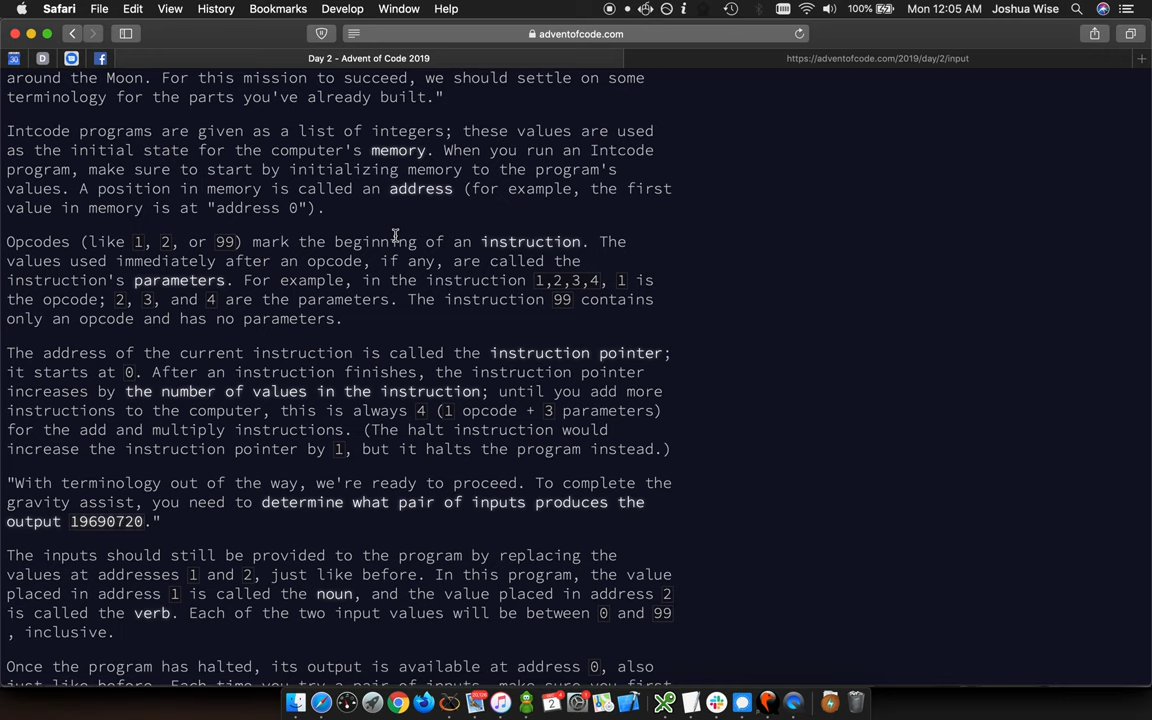 Safari File Edit View History Bookmarks Develop Window Help 100% Mon 12:05 AM Joshua Wise
adventofcode.com
Day 2 - Advent of Code 2019 https://adventofcode.com/2019/day/2/input
around the Moon. For this mission to succeed, we should settle on some
terminology for the parts you've already built."
Intcode programs are given as a list of integers; these values are used
as the initial state for the computer's memory. When you run an Intcode
program, make sure to start by initializing memory to the program's
values. A position in memory is called an address (for example, the first
value in memory is at "address 0").
Opcodes (like 1, 2, or 99) mark the beginning of an instruction. The
values used immediately after an opcode, if any, are called the
instruction's parameters. For example, in the instruction 1,2,3,4, 1 is
the opcode; 2, 3, and 4 are the parameters. The instruction 99 contains
only an opcode and has no parameters.
The address of the current instruction is called the instruction pointer;
it starts at 0. After an instruction finishes, the instruction pointer
increases by the number of values in the instruction; until you add more
instructions to the computer, this is always 4 (1 opcode + 3 parameters)
for the add and multiply instructions. (The halt instruction would
increase the instruction pointer by 1, but it halts the program instead.)
"With terminology out of the way, we're ready to proceed. To complete the
gravity assist, you need to determine what pair of inputs produces the
output 19690720."
The inputs should still be provided to the program by replacing the
values at addresses 1 and 2, just like before. In this program, the value
placed in address 1 is called the noun, and the value placed in address 2
is called the verb. Each of the two input values will be between 0 and 99
, inclusive.
Once the program has halted, its output is available at address 0, also
just like before. Each time you try a pair of inputs, make sure you first